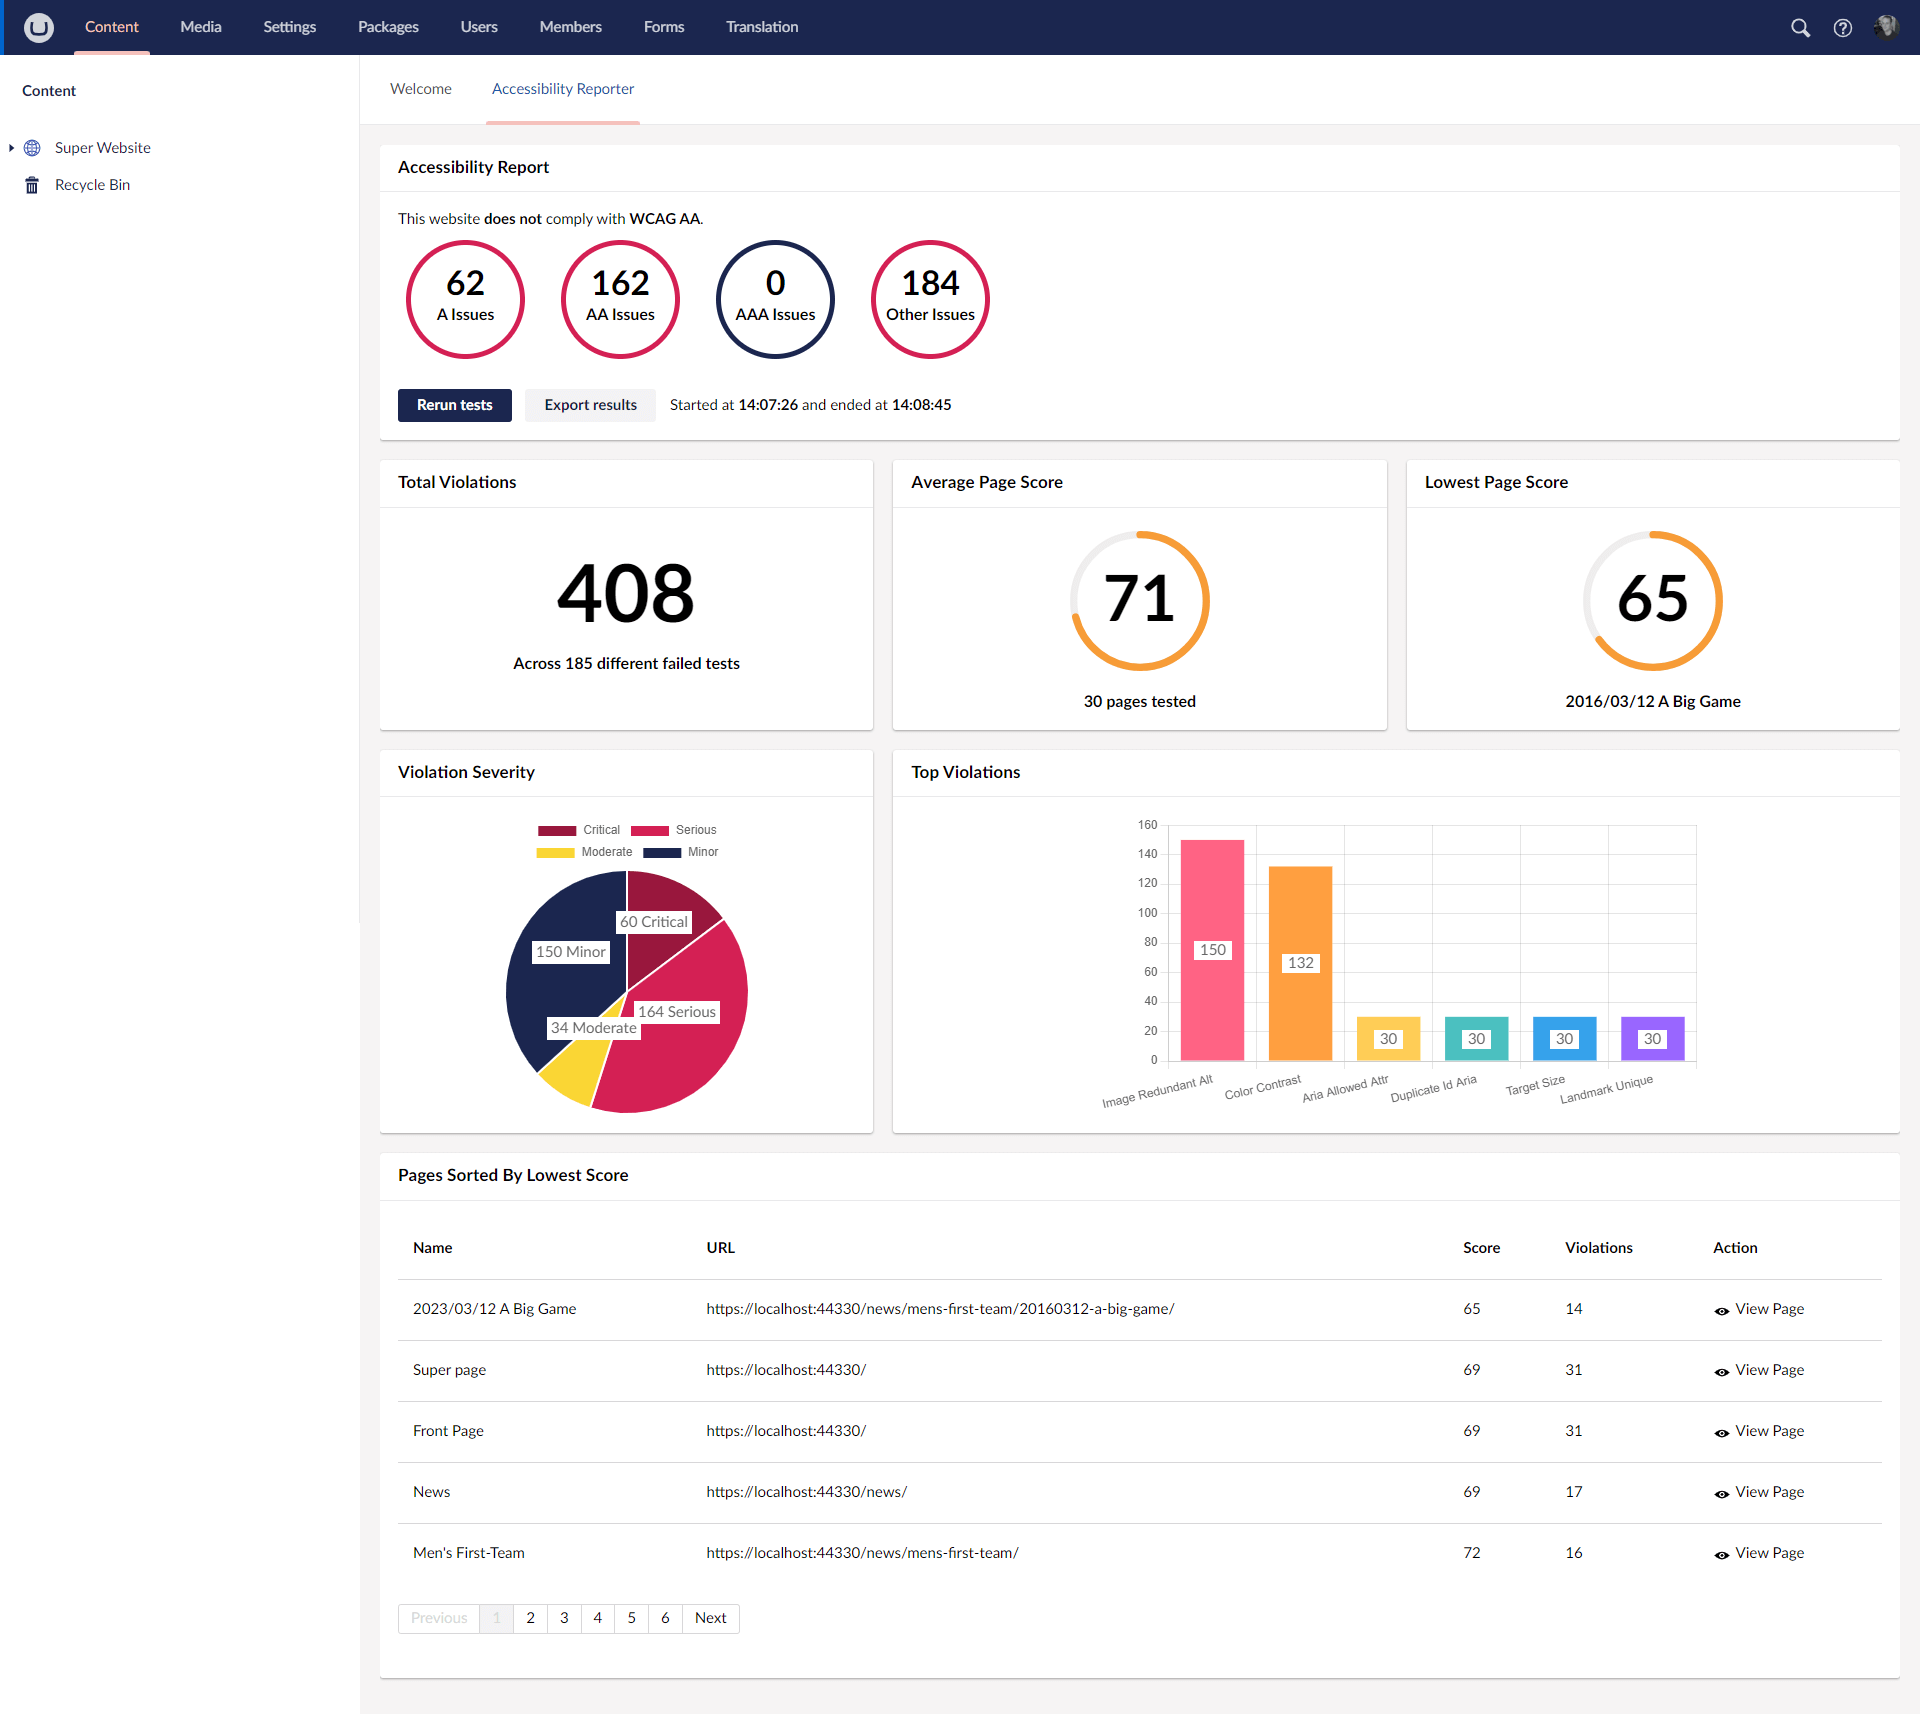 Content Media Settings Packages Users Members Forms Translation
Content
Super Website
Recycle Bin
Welcome Accessibility Reporter
Accessibility Report
This website does not comply with WCAG AA.
62 162 0 184
A Issues AA Issues AAA Issues Other Issues
Rerun tests Export results Started at 14:07:26 and ended at 14:08:45
Total Violations
408
Across 185 different failed tests
Average Page Score
71
30 pages tested
Lowest Page Score
65
2016/03/12 A Big Game
Violation Severity
Critical Serious
Moderate Minor
60 Critical
150 Minor
164 Serious
34 Moderate
Top Violations
160
140
120
100
80
60
40
20
0
150 132 30 30 30 30
Image Redundant Alt Color Contrast Aria Allowed Attr Duplicate Id Aria Target Size Landmark Unique
Pages Sorted By Lowest Score
Name URL Score Violations Action
2023/03/12 A Big Game https://localhost:44330/news/mens-first-team/20160312-a-big-game/ 65 14 View Page
Super page https://localhost:44330/ 69 31 View Page
Front Page https://localhost:44330/ 69 31 View Page
News https://localhost:44330/news/ 69 17 View Page
Men's First-Team https://localhost:44330/news/mens-first-team/ 72 16 View Page
Previous 1 2 3 4 5 6 Next